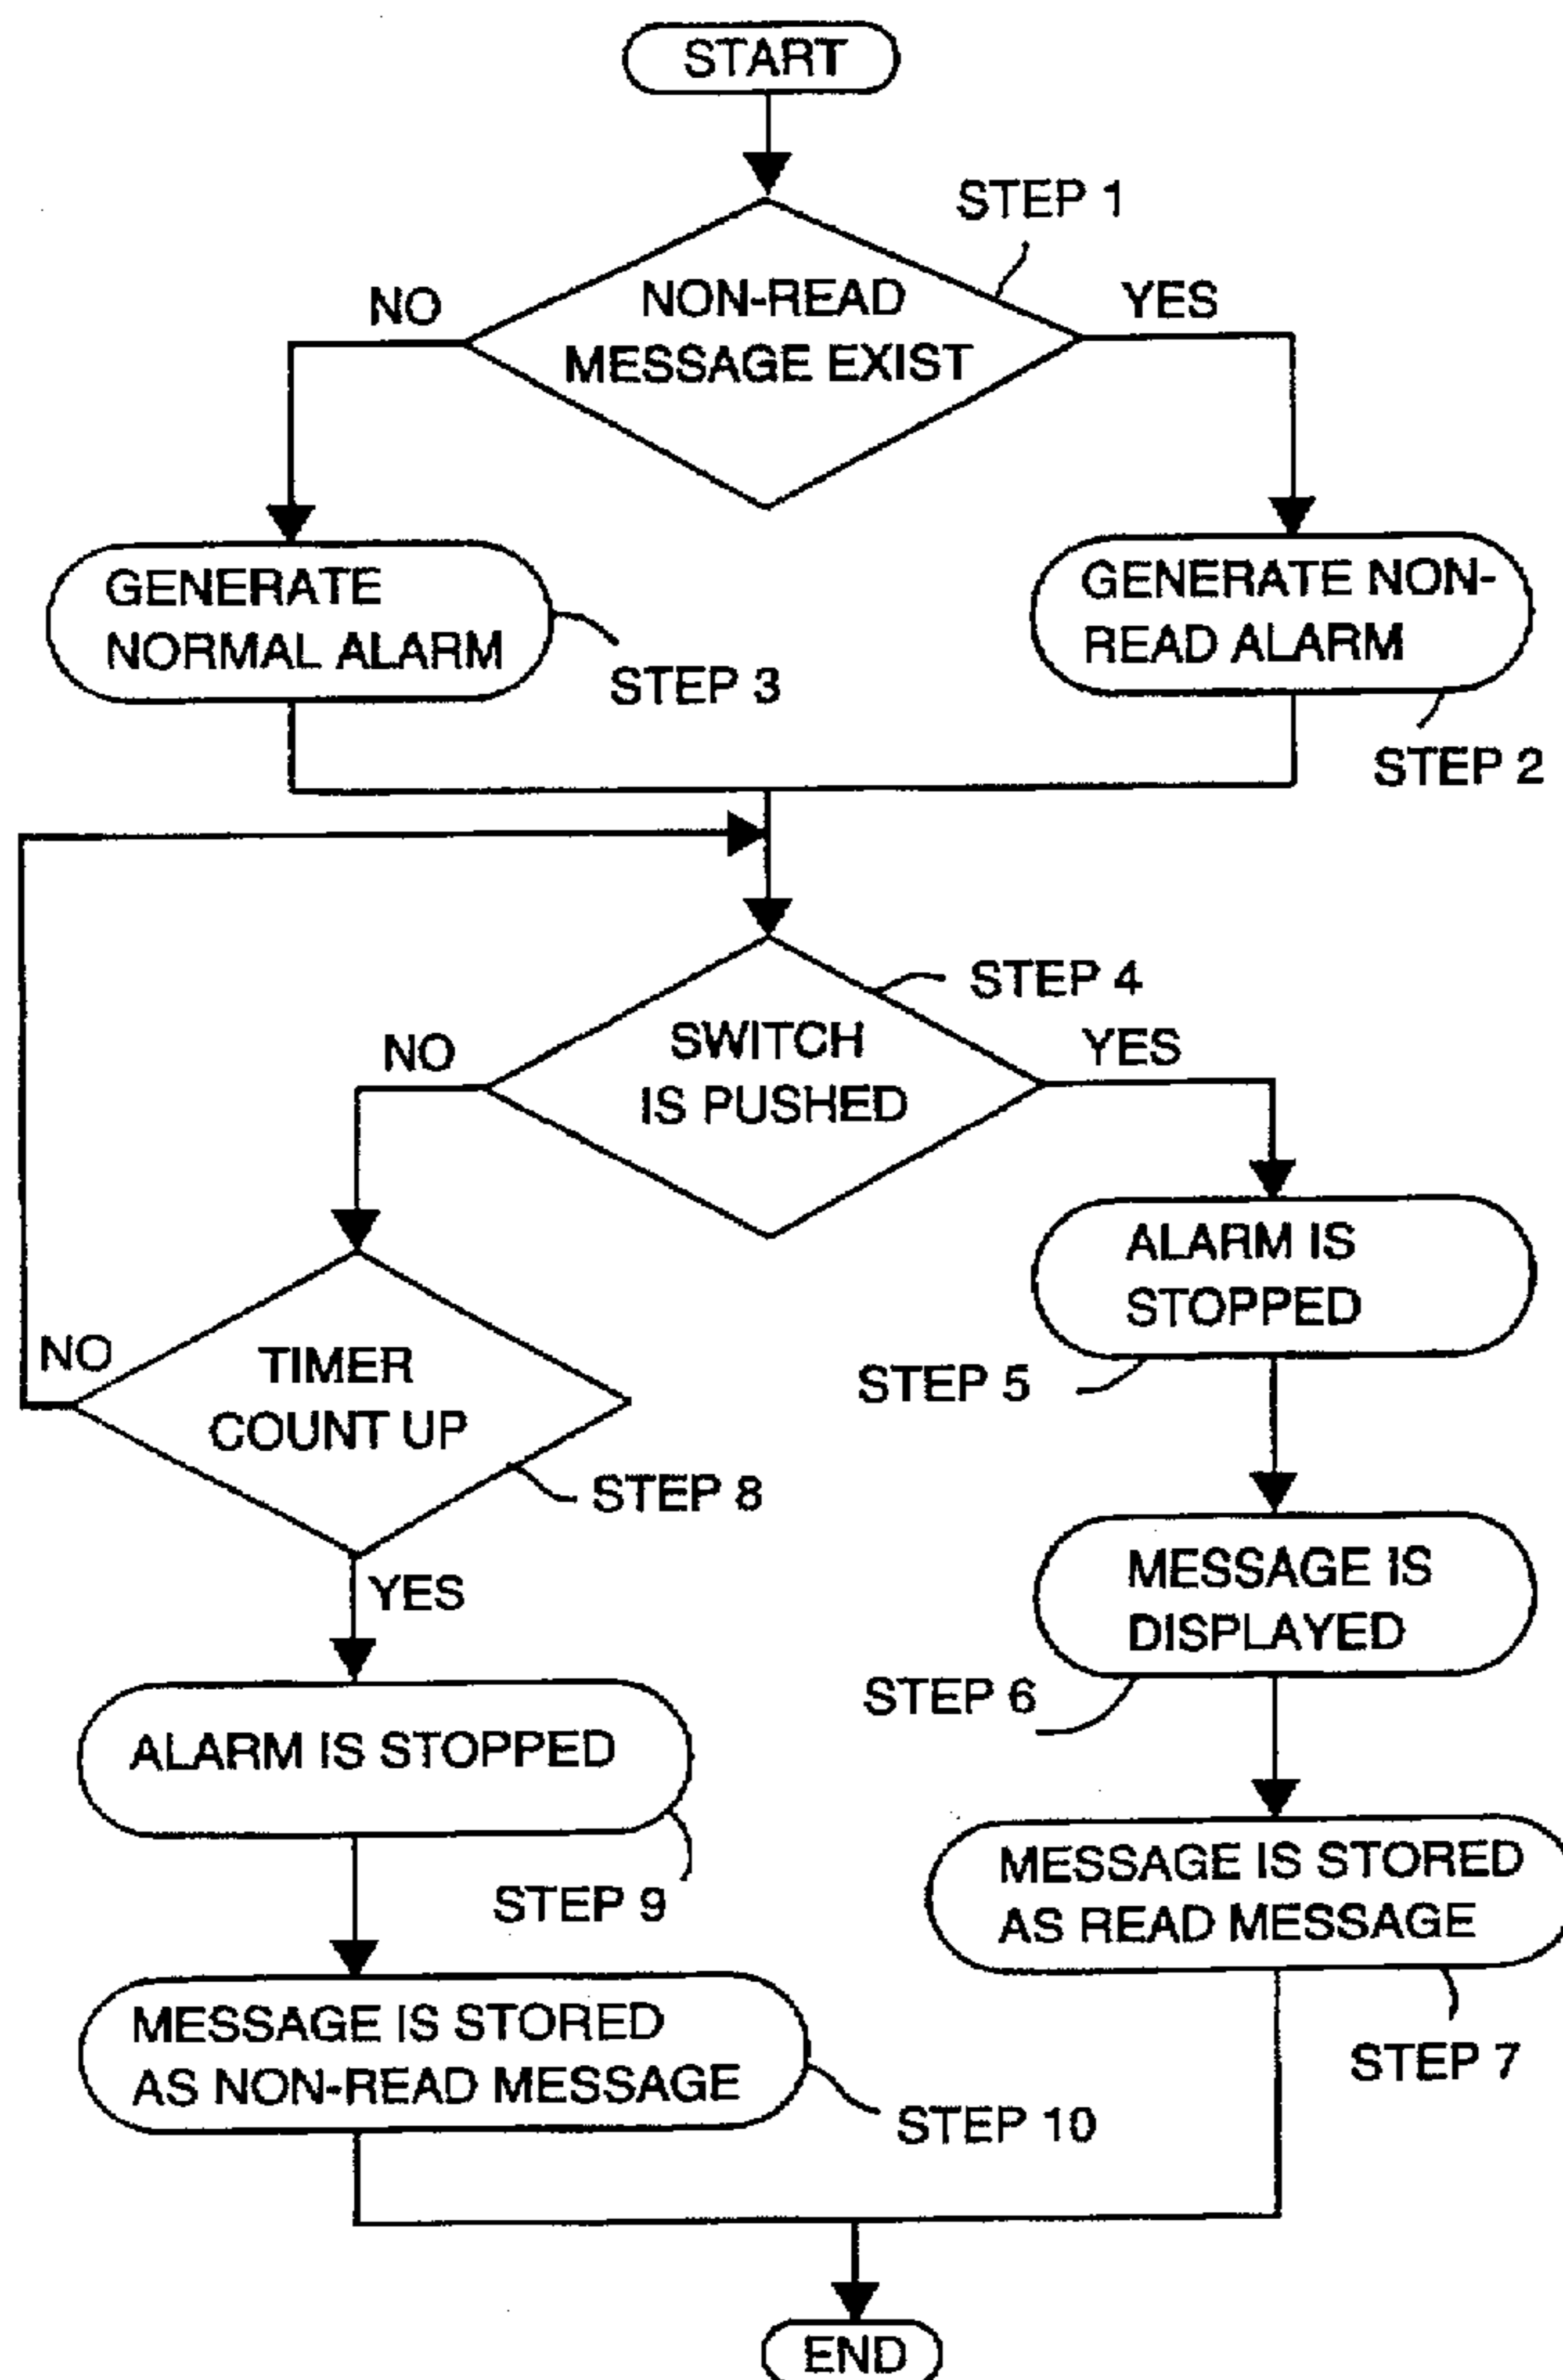 START
STEP 1
NO
NON-READ
MESSAGE EXIST
YES
GENERATE
NORMAL ALARM
STEP 3
GENERATE NON-
READ ALARM
STEP 2
STEP 4
NO
SWITCH
IS PUSHED
YES
ALARM IS
STOPPED
STEP 5
NO
TIMER
COUNT UP
STEP 8
YES
MESSAGE IS
DISPLAYED
STEP 6
ALARM IS STOPPED
STEP 9
MESSAGE IS STORED
AS READ MESSAGE
STEP 7
MESSAGE IS STORED
AS NON-READ MESSAGE
STEP 10
END